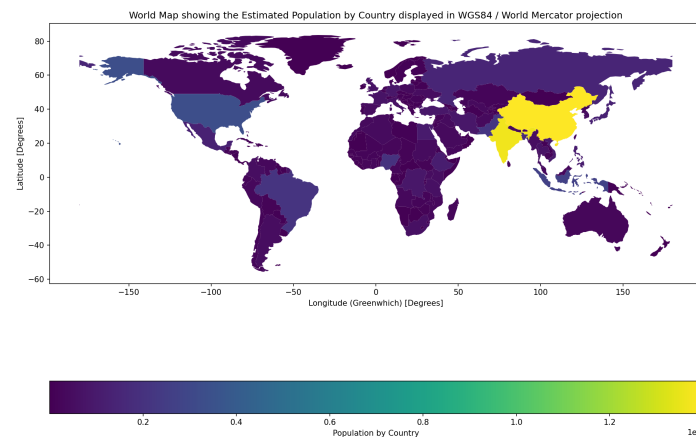 World Map showing the Estimated Population by Country displayed in WGS84 / World Mercator projection
80
60
40
20
0
−20
−40
−60
Latitude [Degrees]
−150 −100 −50 0 50 100 150
Longitude (Greenwhich) [Degrees]
0.2 0.4 0.6 0.8 1.0 1.2
Population by Country
1e